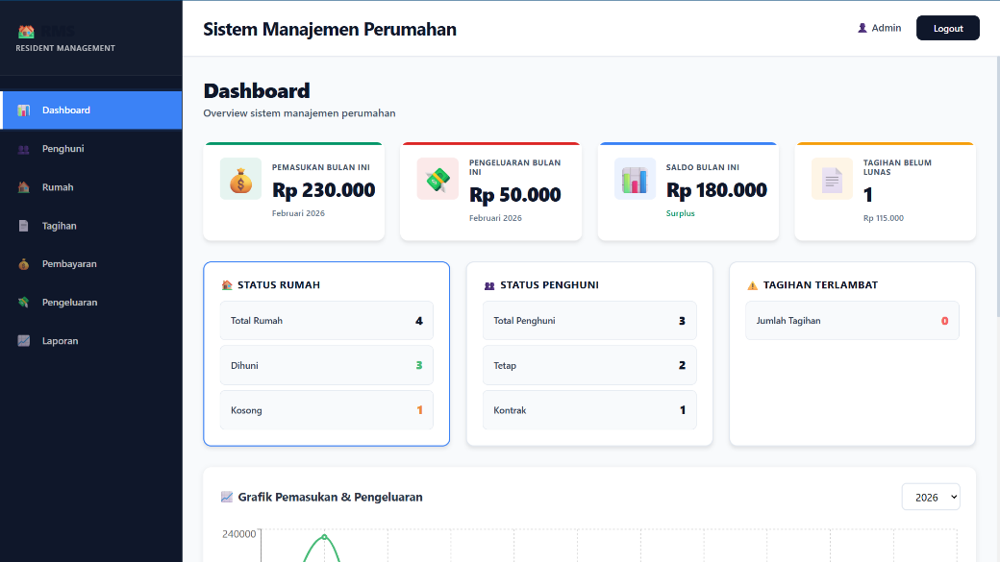 RMS
RESIDENT MANAGEMENT
Sistem Manajemen Perumahan
Admin
Logout
Dashboard
Penghuni
Rumah
Tagihan
Pembayaran
Pengeluaran
Laporan
Dashboard
Overview sistem manajemen perumahan
PEMASUKAN BULAN INI
Rp 230.000
Februari 2026
PENGELUARAN BULAN
INI
Rp 50.000
Februari 2026
SALDO BULAN INI
Rp 180.000
Surplus
TAGIHAN BELUM
LUNAS
1
Rp 115.000
STATUS RUMAH
Total Rumah 4
Dihuni 3
Kosong 1
STATUS PENGHUNI
Total Penghuni 3
Tetap 2
Kontrak 1
TAGIHAN TERLAMBAT
Jumlah Tagihan 0
Grafik Pemasukan & Pengeluaran
2026
240000